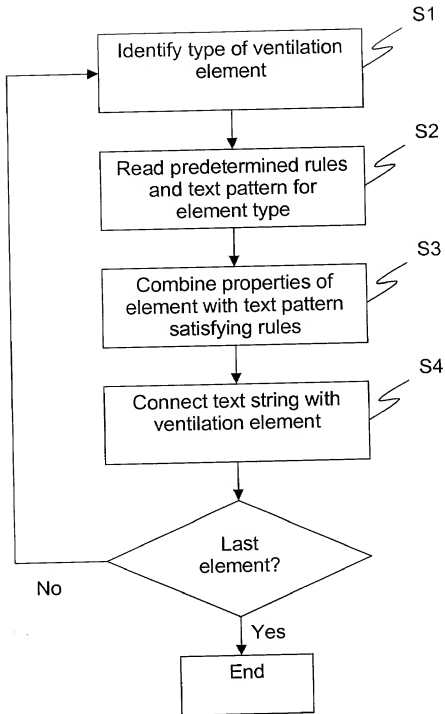 S1
Identify type of ventilation
element
S2
Read predetermined rules
and text pattern for
element type
S3
Combine properties of
element with text pattern
satisfying rules
S4
Connect text string with
ventilation element
Last
element?
No
Yes
End